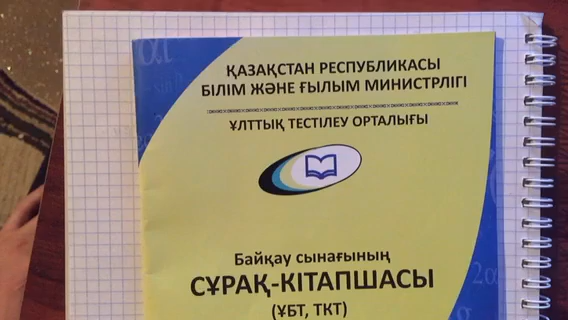 ҚАЗАҚСТАН РЕСПУБЛИКАСЫ
БІЛІМ ЖӘНЕ ҒЫЛЫМ МИНИСТРЛІГІ
ҰЛТТЫҚ ТЕСТІЛЕУ ОРТАЛЫҒЫ
Байқау сынағының
СҰРАҚ-КІТАПШАСЫ
(ҰБТ, ТКТ)